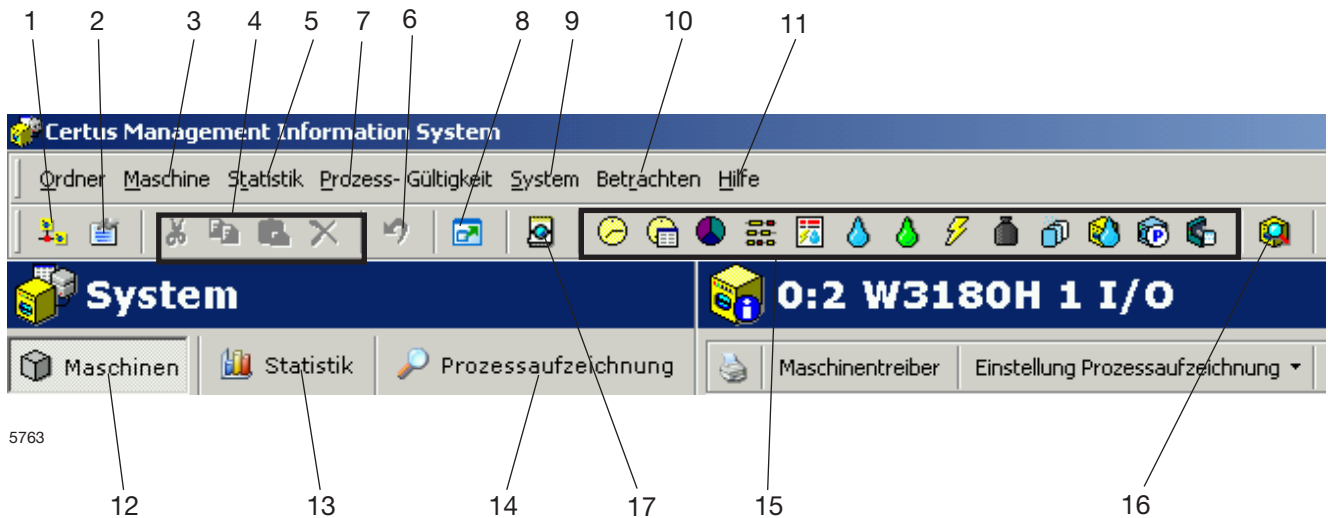 1 2 3 4 5 7 6 8 9 10 11
Certus Management Information System
Ordner Maschine Statistik Prozess- Gültigkeit System Betrachten Hilfe
P
System
0:2 W3180H 1 I/O
Maschinen Statistik Prozessaufzeichnung Maschinentreiber Einstellung Prozessaufzeichnung
5763
12 13 14 17 15 16